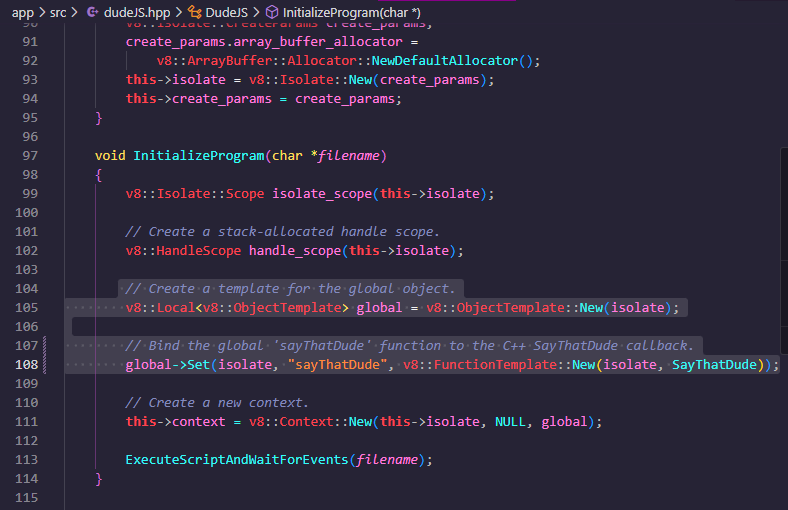 app > src > dudeJS.hpp > DudeJS > InitializeProgram(char *)
90 v8::Isolate::CreateParams create_params;
91 create_params.array_buffer_allocator =
92 v8::ArrayBuffer::Allocator::NewDefaultAllocator();
93 this->isolate = v8::Isolate::New(create_params);
94 this->create_params = create_params;
95 }
96
97 void InitializeProgram(char *filename)
98 {
99 v8::Isolate::Scope isolate_scope(this->isolate);
100
101 // Create a stack-allocated handle scope.
102 v8::HandleScope handle_scope(this->isolate);
103
104 // Create a template for the global object.
105 v8::Local<v8::ObjectTemplate> global = v8::ObjectTemplate::New(isolate);
106
107 // Bind the global 'sayThatDude' function to the C++ SayThatDude callback.
108 global->Set(isolate, "sayThatDude", v8::FunctionTemplate::New(isolate, SayThatDude));
109
110 // Create a new context.
111 this->context = v8::Context::New(this->isolate, NULL, global);
112
113 ExecuteScriptAndWaitForEvents(filename);
114 }
115